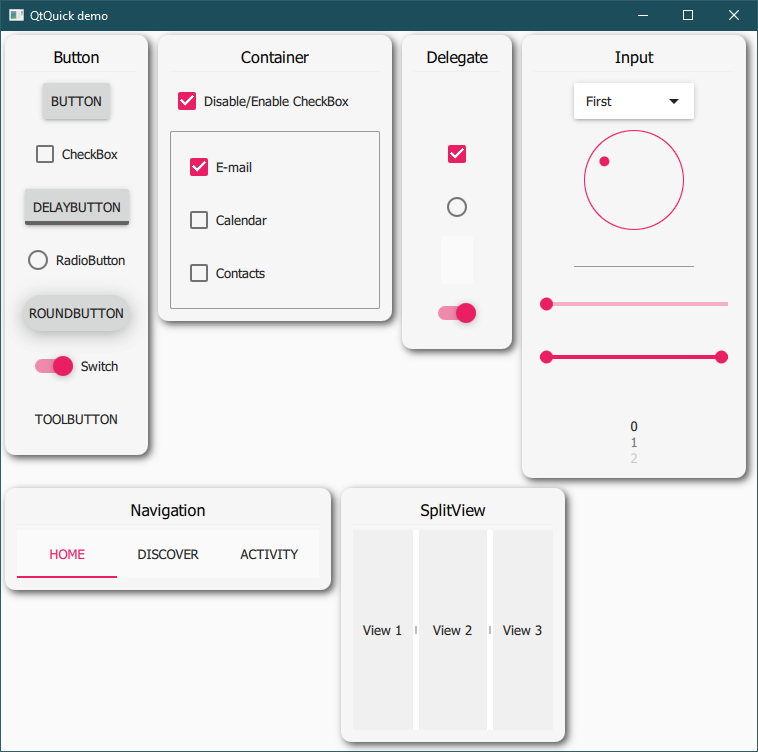 QtQuick demo
Button
BUTTON
CheckBox
DELAYBUTTON
RadioButton
ROUNDBUTTON
Switch
TOOLBUTTON
Container
Disable/Enable CheckBox
E-mail
Calendar
Contacts
Delegate
Input
First
0
1
2
Navigation
HOME DISCOVER ACTIVITY
SplitView
View 1 View 2 View 3